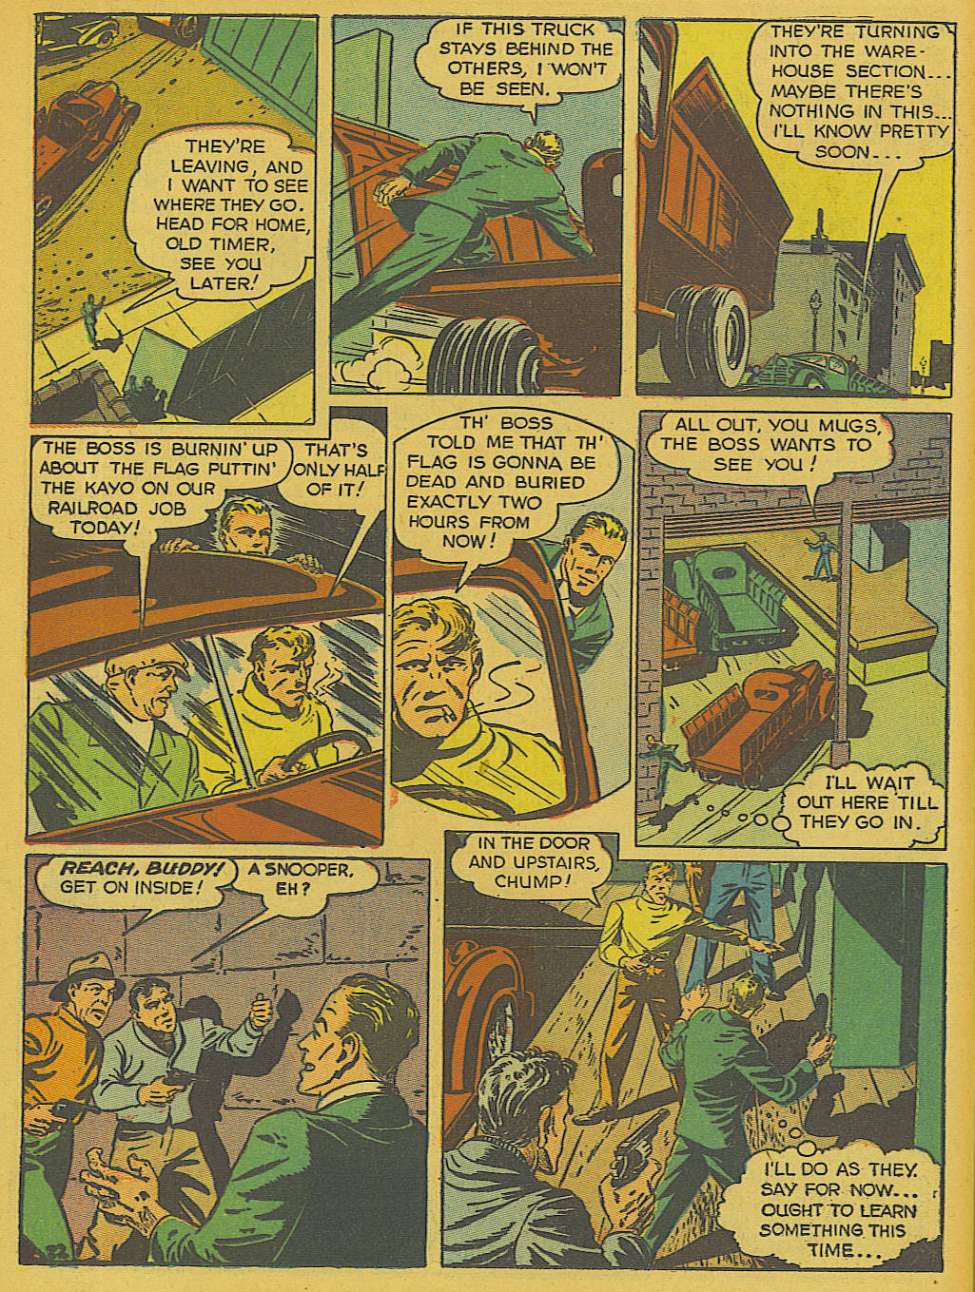 THEY'RE
LEAVING, AND
I WANT TO SEE
WHERE THEY GO.
HEAD FOR HOME,
OLD TIMER,
SEE YOU
LATER!
IF THIS TRUCK
STAYS BEHIND THE
OTHERS, I WON'T
BE SEEN.
THEY'RE TURNING
INTO THE WARE-
HOUSE SECTION...
MAYBE THERE'S
NOTHING IN THIS...
I'LL KNOW PRETTY
SOON...
THE BOSS IS BURNIN' UP
ABOUT THE FLAG PUTTIN'
THE KAYO ON OUR
RAILROAD JOB
TODAY!
THAT'S
ONLY HALF
OF IT!
TH' BOSS
TOLD ME THAT TH'
FLAG IS GONNA BE
DEAD AND BURIED
EXACTLY TWO
HOURS FROM
NOW!
ALL OUT, YOU MUGS,
THE BOSS WANTS TO
SEE YOU!
I'LL WAIT
OUT HERE TILL
THEY GO IN.
REACH, BUDDY!
GET ON INSIDE!
A SNOOPER,
EH?
IN THE DOOR
AND UPSTAIRS,
CHUMP!
I'LL DO AS THEY
SAY FOR NOW...
OUGHT TO LEARN
SOMETHING THIS
TIME...
22